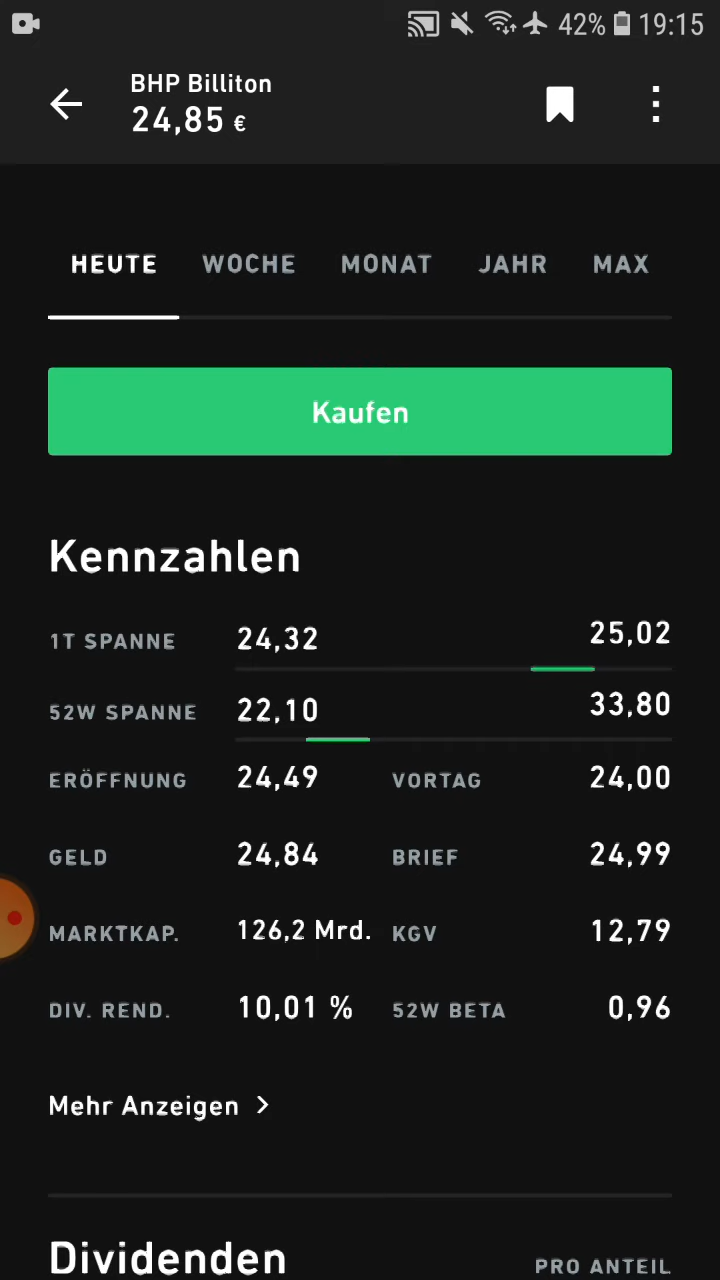 42% 19:15
BHP Billiton
24,85 €
HEUTE WOCHE MONAT JAHR MAX
Kaufen
Kennzahlen
1T SPANNE 24,32 25,02
52W SPANNE 22,10 33,80
ERÖFFNUNG 24,49 VORTAG 24,00
GELD 24,84 BRIEF 24,99
MARKTKAP. 126,2 Mrd. KGV 12,79
DIV. REND. 10,01 % 52W BETA 0,96
Mehr Anzeigen >
Dividenden PRO ANTEIL